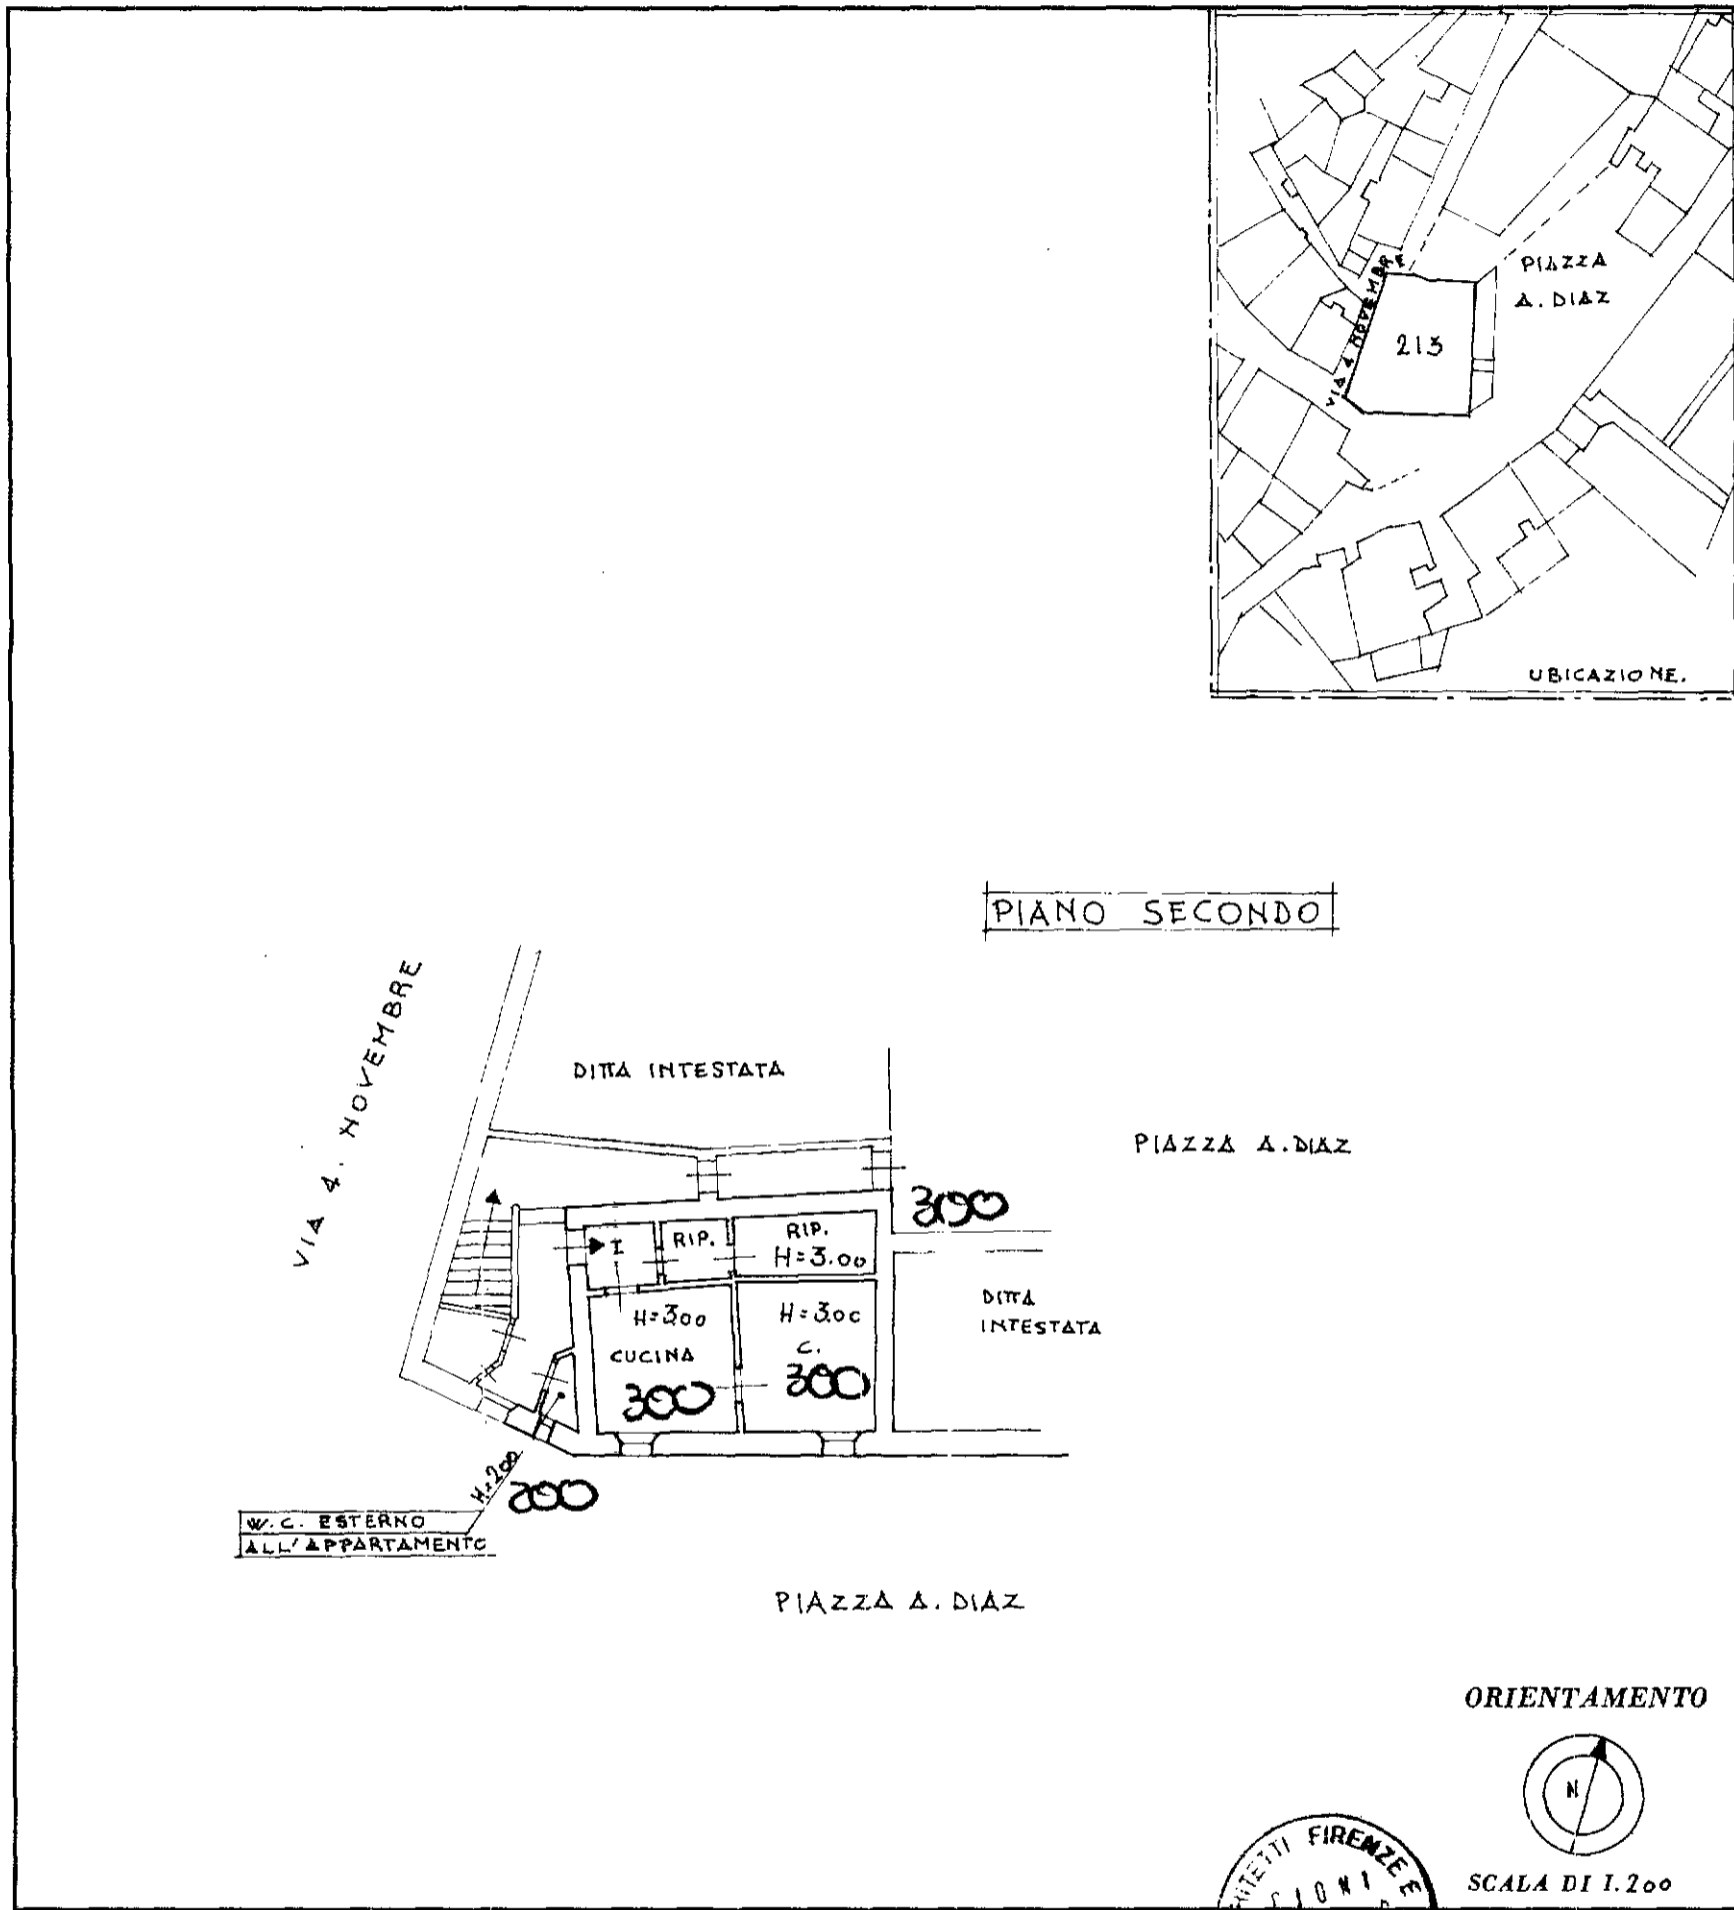 PIAZZA
A. DIAZ
VIA 4 NOVEMBRE
213
UBICAZIONE.
PIANO SECONDO
VIA 4. NOVEMBRE
DITTA INTESTATA
PIAZZA A. DIAZ
300
I
RIP.
RIP.
H=3.00
DITTA
INTESTATA
H=300
CUCINA
300
H=300
C.
300
H=200
200
W.C. ESTERNO
ALL'APPARTAMENTO
PIAZZA A. DIAZ
ORIENTAMENTO
N
SCALA DI 1.200
FIRENZE E